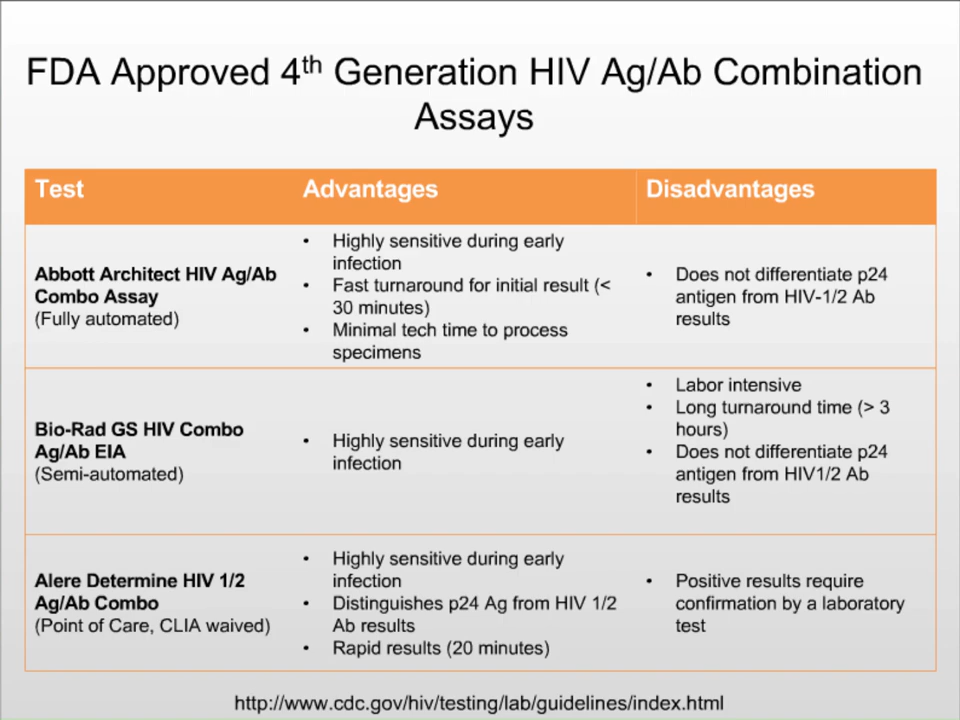 FDA Approved 4th Generation HIV Ag/Ab Combination
Assays
Test Advantages Disadvantages
Abbott Architect HIV Ag/Ab
Combo Assay
(Fully automated)
• Highly sensitive during early
infection
• Fast turnaround for initial result (<
30 minutes)
• Minimal tech time to process
specimens
• Does not differentiate p24
antigen from HIV-1/2 Ab
results
Bio-Rad GS HIV Combo
Ag/Ab EIA
(Semi-automated)
• Highly sensitive during early
infection
• Labor intensive
• Long turnaround time (> 3
hours)
• Does not differentiate p24
antigen from HIV1/2 Ab
results
Alere Determine HIV 1/2
Ag/Ab Combo
(Point of Care, CLIA waived)
• Highly sensitive during early
infection
• Distinguishes p24 Ag from HIV 1/2
Ab results
• Rapid results (20 minutes)
• Positive results require
confirmation by a laboratory
test
http://www.cdc.gov/hiv/testing/lab/guidelines/index.html